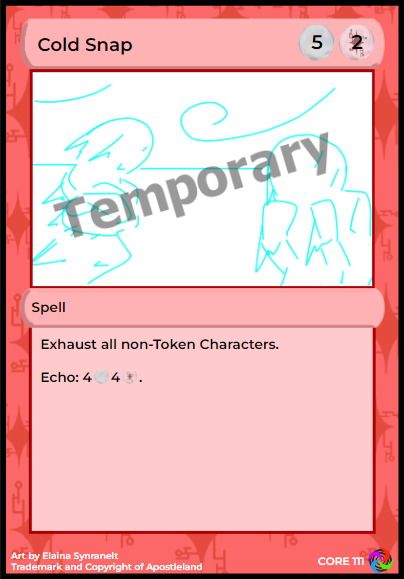 Cold Snap
5 2
Temporary
Spell
Exhaust all non-Token Characters.
Echo: 4 4 .
Art by Elaina Synranelt
Trademark and Copyright of Apostleland
CORE 111